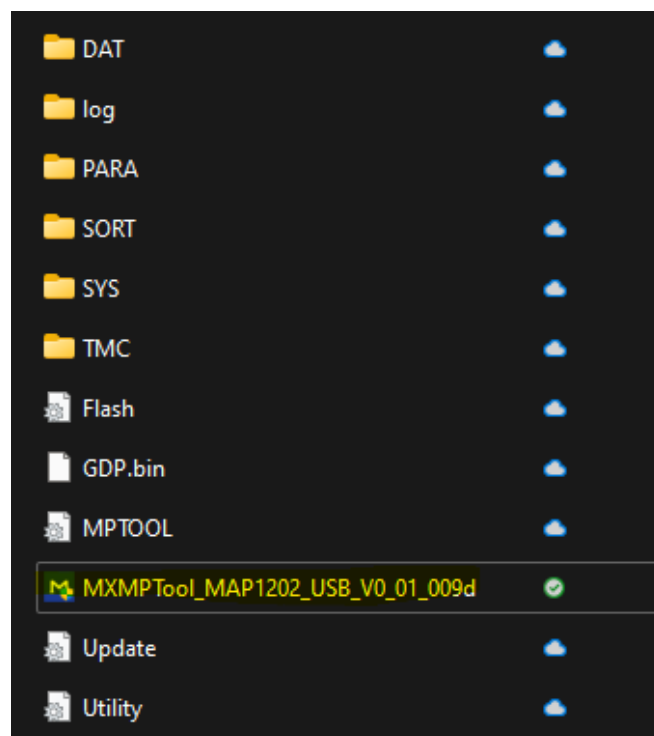 DAT
log
PARA
SORT
SYS
TMC
Flash
GDP.bin
MPTOOL
MXMPTool_MAP1202_USB_V0_01_009d
Update
Utility